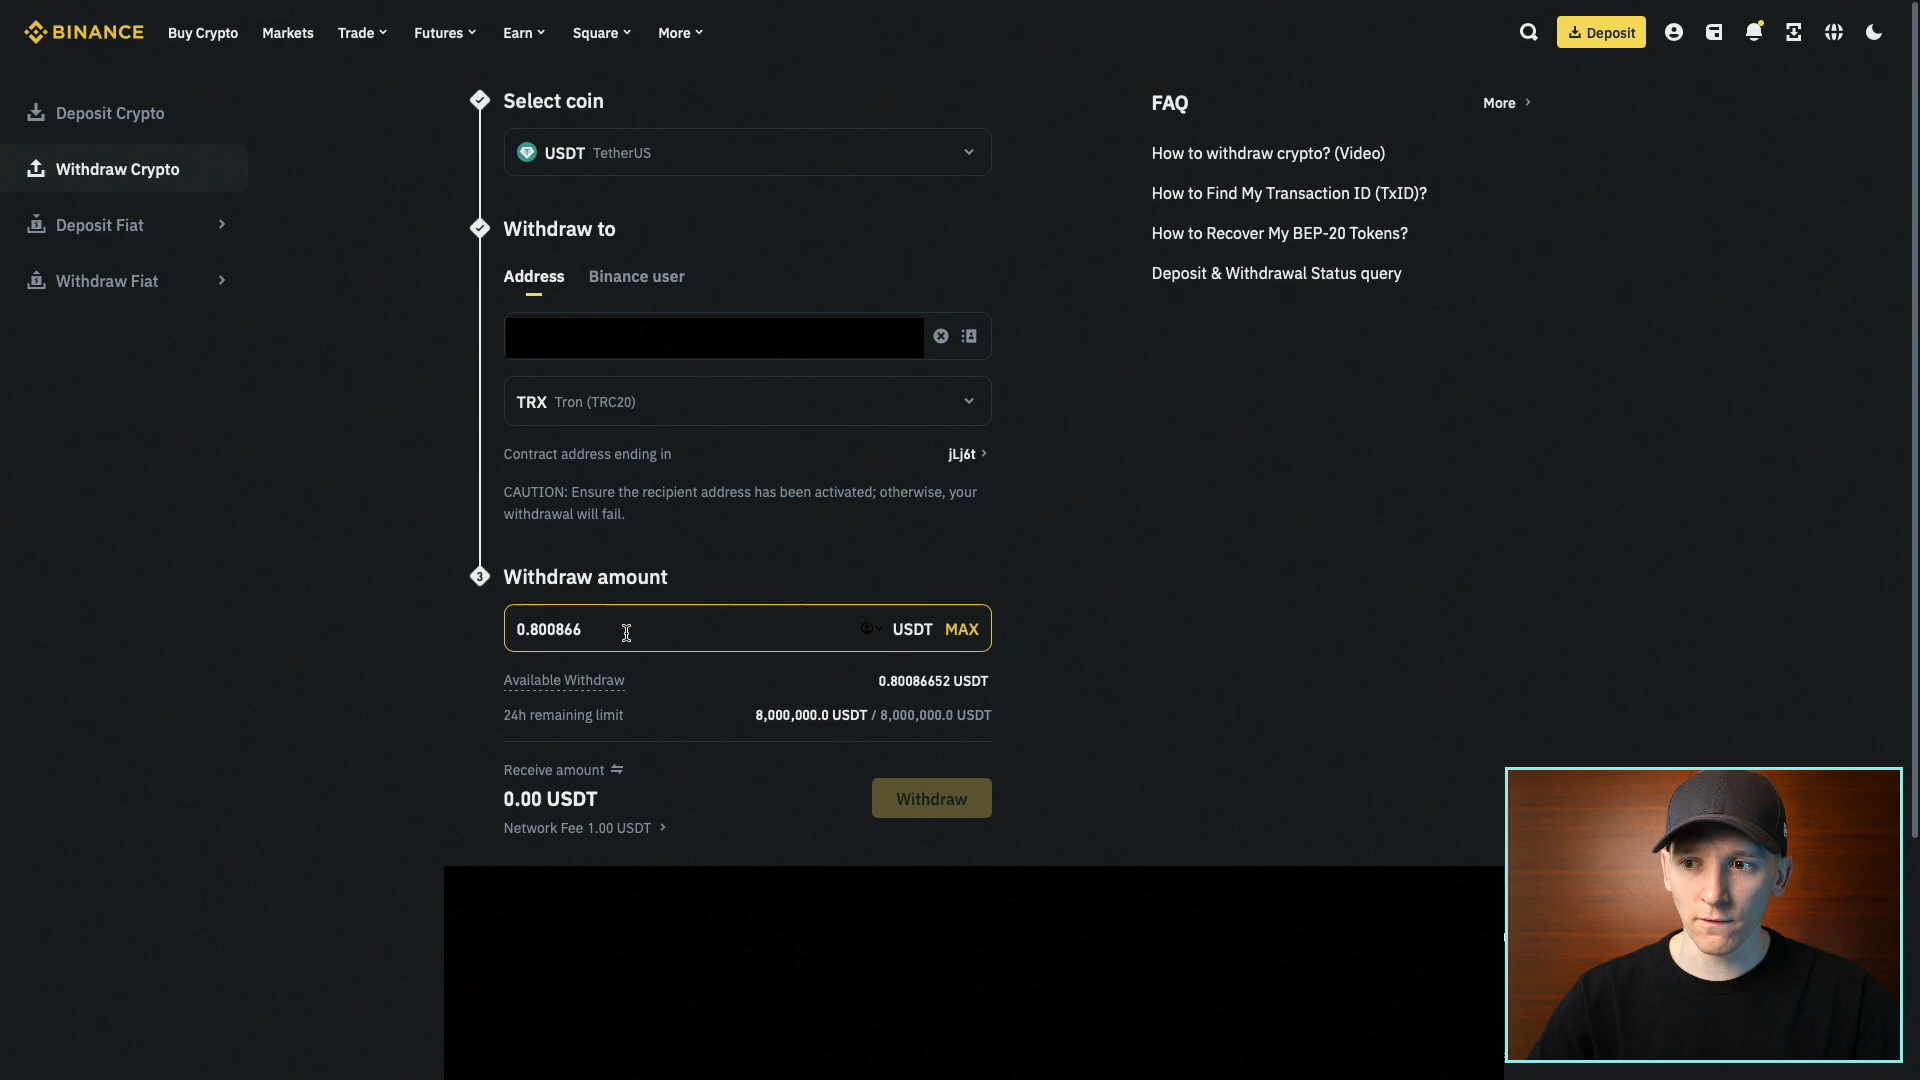 BINANCE Buy Crypto Markets Trade Futures Earn Square More Deposit
Deposit Crypto
Withdraw Crypto
Deposit Fiat
Withdraw Fiat
Select coin
USDT TetherUS
Withdraw to
Address Binance user
TRX Tron (TRC20)
Contract address ending in jLj6t
CAUTION: Ensure the recipient address has been activated; otherwise, your
withdrawal will fail.
3 Withdraw amount
0.800866 USDT MAX
Available Withdraw 0.80086652 USDT
24h remaining limit 8,000,000.0 USDT / 8,000,000.0 USDT
Receive amount
0.00 USDT
Withdraw
Network Fee 1.00 USDT
FAQ More
How to withdraw crypto? (Video)
How to Find My Transaction ID (TxID)?
How to Recover My BEP-20 Tokens?
Deposit & Withdrawal Status query